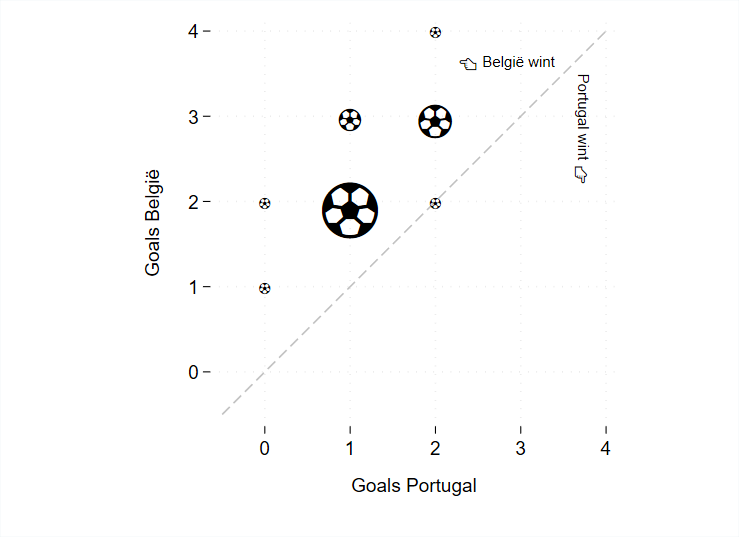 4
België wint
Portugal wint
3
2
1
0
Goals België
0 1 2 3 4
Goals Portugal